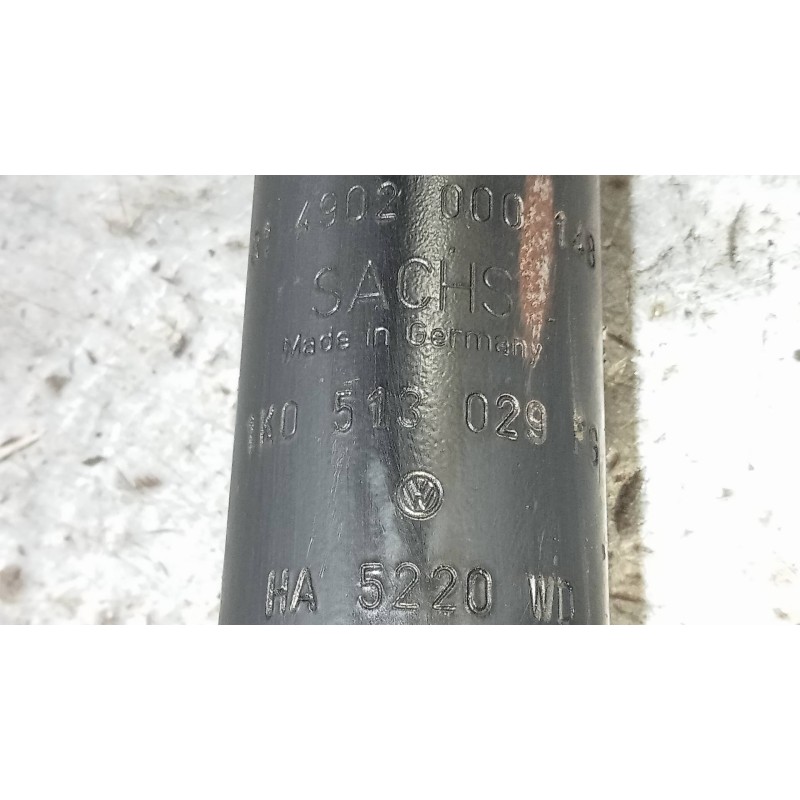 4902 000 148
SACHS
Made in Germany
1K0 513 029
HA 5220 WD